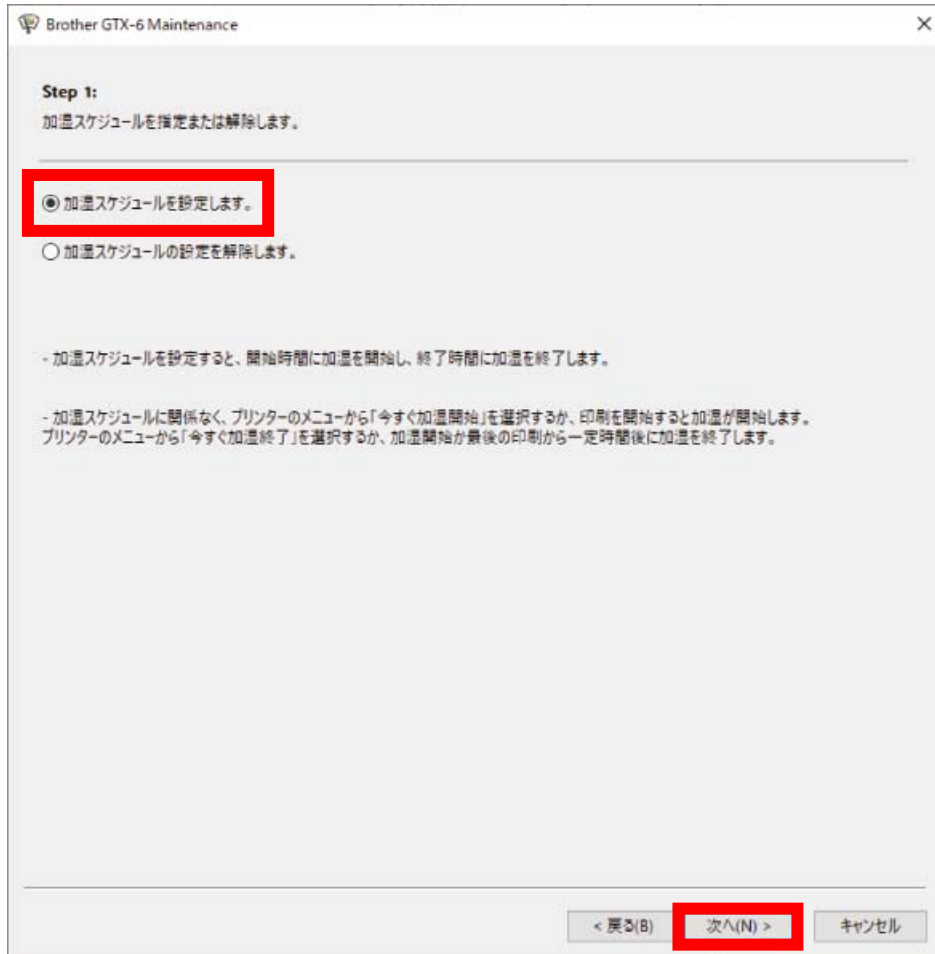 Brother GTX-6 Maintenance
Step 1:
加湿スケジュールを指定または解除します。
加湿スケジュールを設定します。
加湿スケジュールの設定を解除します。
- 加湿スケジュールを設定すると、開始時間に加湿を開始し、終了時間に加湿を終了します。
- 加湿スケジュールに関係なく、プリンターのメニューから「今すぐ加湿開始」を選択するか、印刷を開始すると加湿が開始します。
プリンターのメニューから「今すぐ加湿終了」を選択するか、加湿開始か最後の印刷から一定時間後に加湿を終了します。
< 戻る(B) 次へ(N) > キャンセル